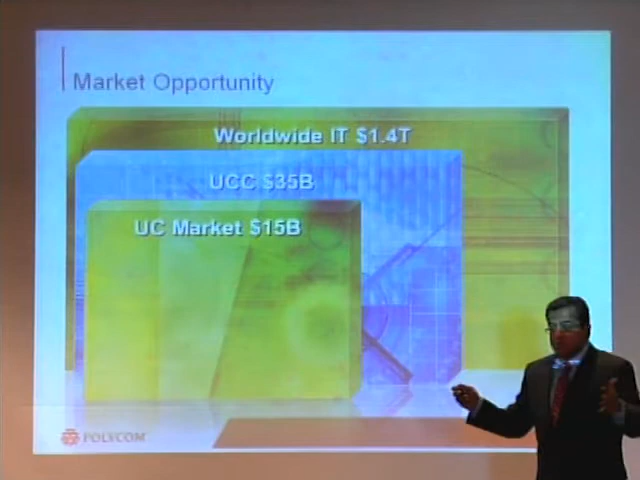 Market Opportunity
Worldwide IT $1.4T
UCC $35B
UC Market $15B
POLYCOM